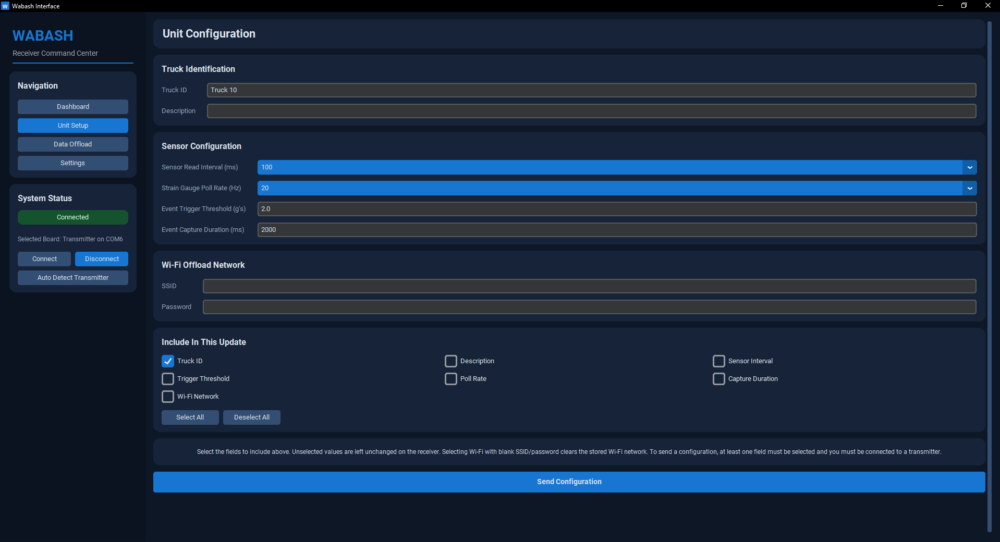 W Wabash Interface
WABASH
Receiver Command Center
Navigation
Dashboard
Unit Setup
Data Offload
Settings
System Status
Connected
Selected Board: Transmitter on COM6
Connect Disconnect
Auto Detect Transmitter
Unit Configuration
Truck Identification
Truck ID Truck 10
Description
Sensor Configuration
Sensor Read Interval (ms) 100
Strain Gauge Poll Rate (Hz) 20
Event Trigger Threshold (g's) 2.0
Event Capture Duration (ms) 2000
Wi-Fi Offload Network
SSID
Password
Include In This Update
Truck ID Description Sensor Interval
Trigger Threshold Poll Rate Capture Duration
Wi-Fi Network
Select All Deselect All
Select the fields to include above. Unselected values are left unchanged on the receiver. Selecting Wi-Fi with blank SSID/password clears the stored Wi-Fi network. To send a configuration, at least one field must be selected and you must be connected to a transmitter.
Send Configuration